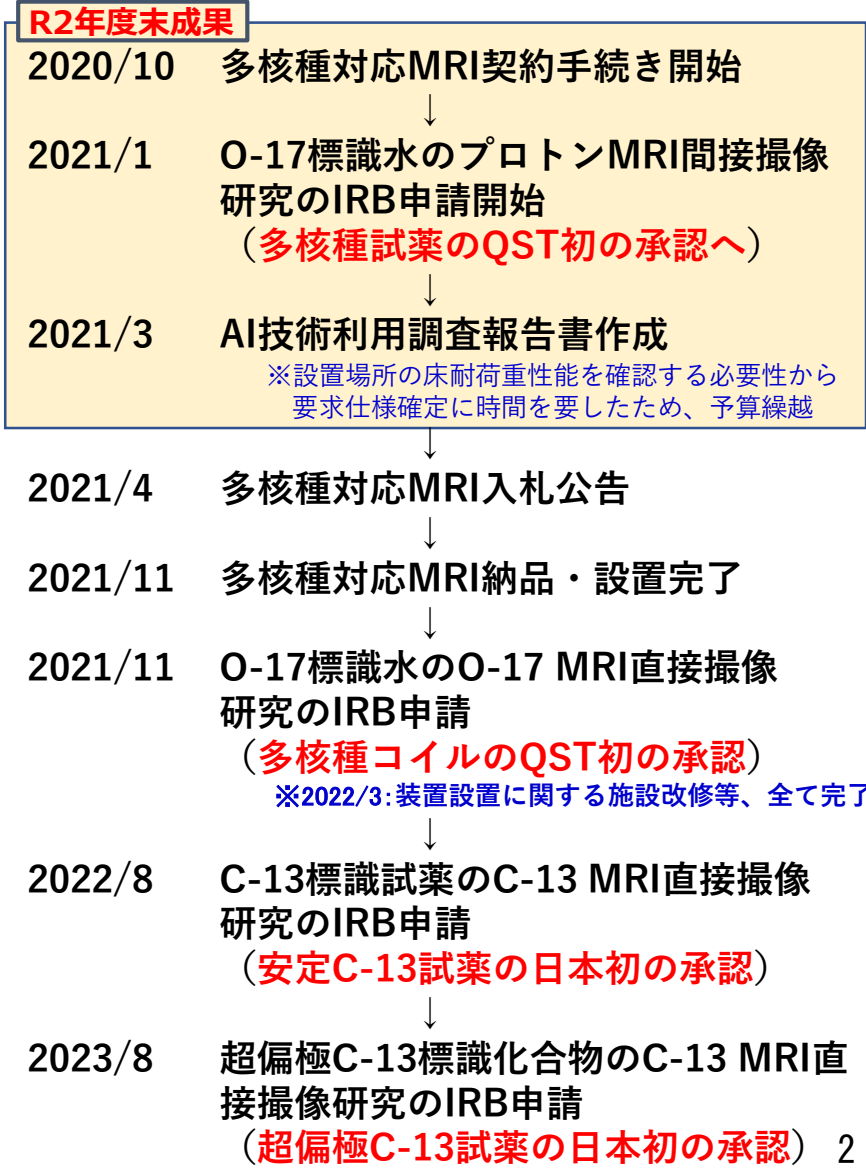 R2年度末成果
2020/10 多核種対応MRI契約手続き開始
↓
2021/1 O-17標識水のプロトンMRI間接撮像
研究のIRB申請開始
（多核種試薬のQST初の承認へ）
↓
2021/3 AI技術利用調査報告書作成
※設置場所の床耐荷重性能を確認する必要性から
要求仕様確定に時間を要したため、予算繰越
↓
2021/4 多核種対応MRI入札公告
↓
2021/11 多核種対応MRI納品・設置完了
↓
2021/11 O-17標識水のO-17 MRI直接撮像
研究のIRB申請
（多核種コイルのQST初の承認）
※2022/3:装置設置に関する施設改修等、全て完了
↓
2022/8 C-13標識試薬のC-13 MRI直接撮像
研究のIRB申請
（安定C-13試薬の日本初の承認）
↓
2023/8 超偏極C-13標識化合物のC-13 MRI直
接撮像研究のIRB申請
（超偏極C-13試薬の日本初の承認） 2